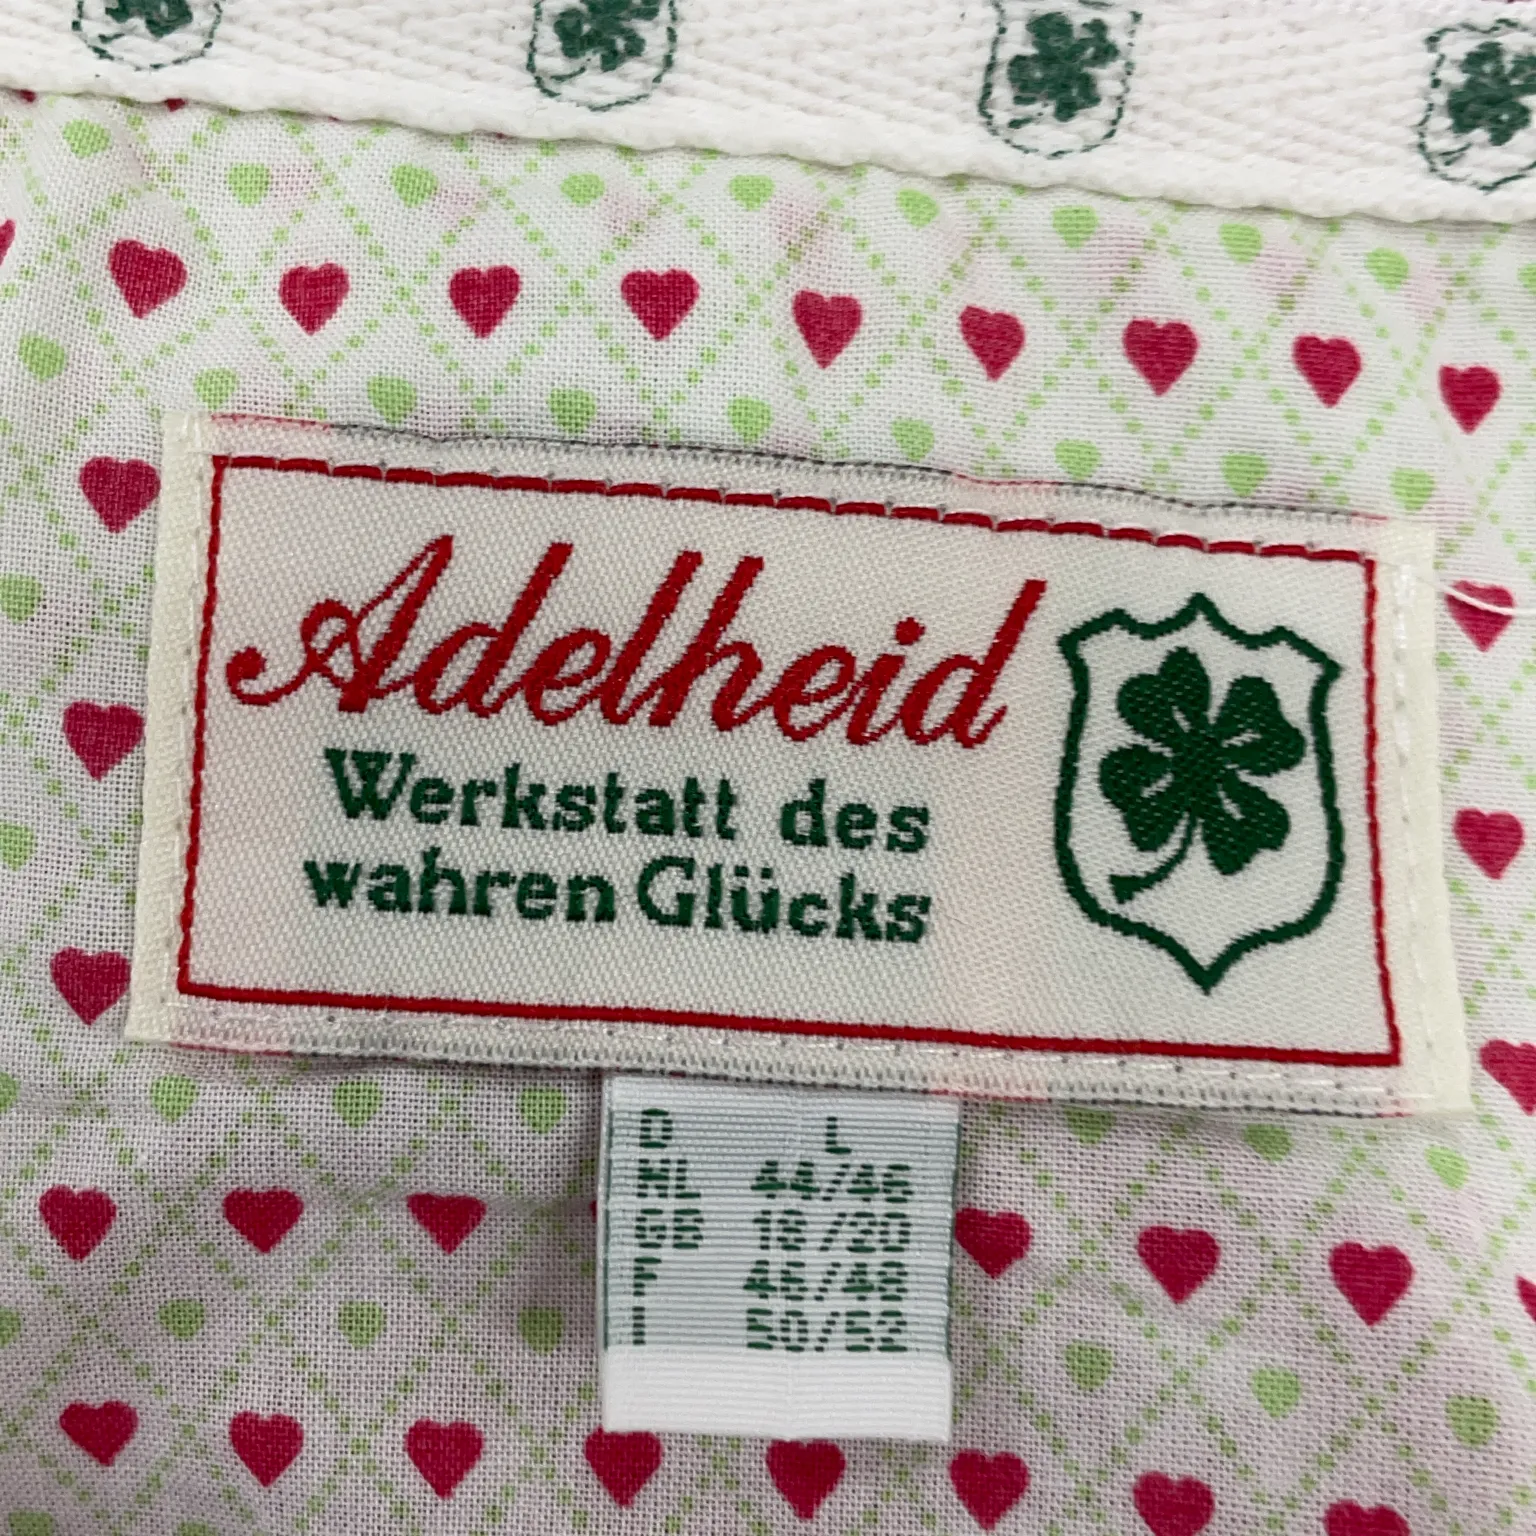 Adelheid
Werkstatt des
wahren Glücks
D L
NL 44/46
GB 18/20
F 46/48
I 50/52